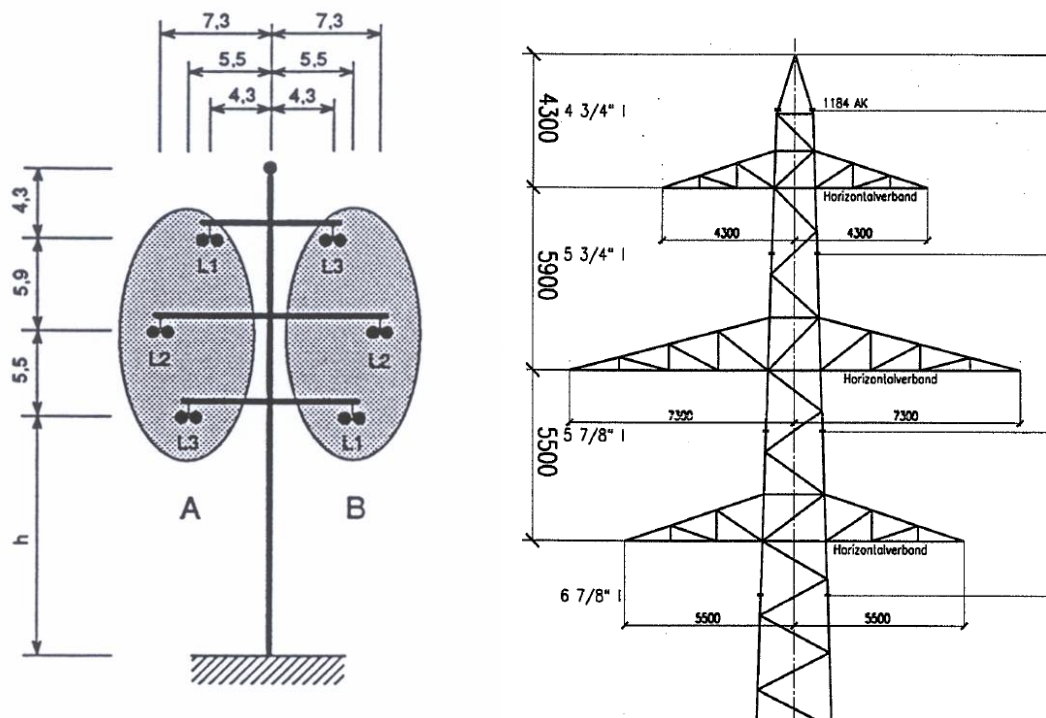 7,3 7,3
5,5 5,5
4,3 4,3
4,3
5,9
5,5
h
L1 L3
L2 L2
L3 L1
A B
4300
5900
5500
4 3/4" I
1184 AK
Horizontalverband
4300 4300
5 3/4" I
Horizontalverband
7300 7300
5 7/8" I
Horizontalverband
6 7/8" I
5500 5500